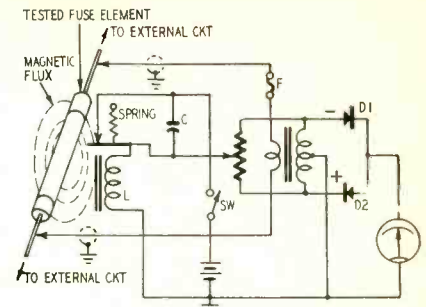 TESTED FUSE ELEMENT
TO EXTERNAL CKT
MAGNETIC
FLUX
SPRING
C
F
D1
L
SW
D2
TO EXTERNAL CKT